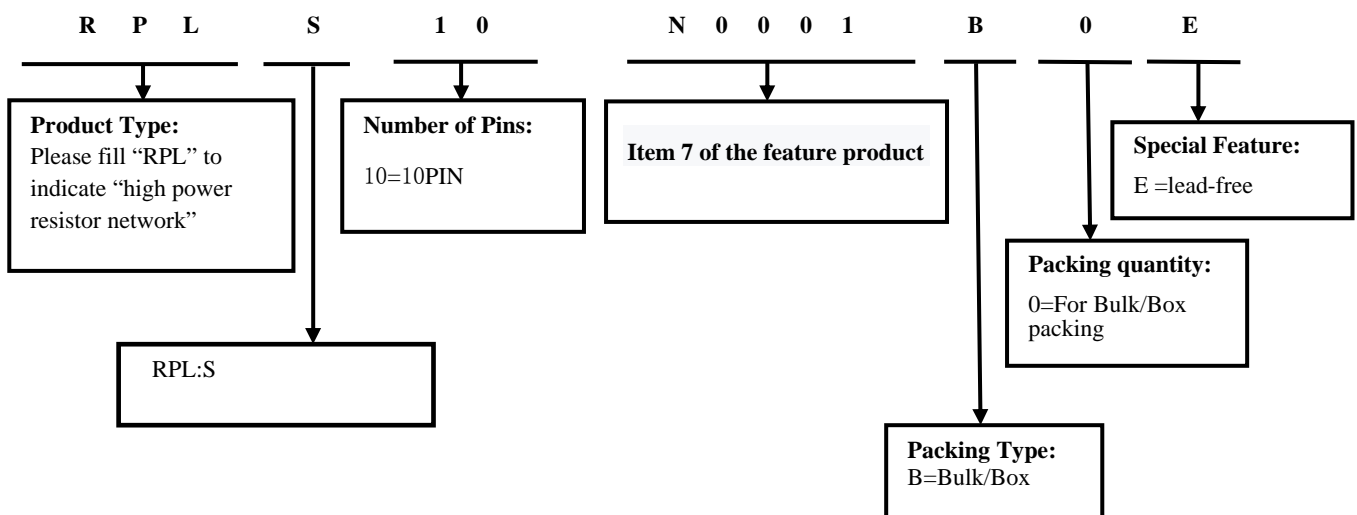 R P L S 1 0 N 0 0 0 1 B 0 E
Product Type:
Please fill “RPL” to
indicate “high power
resistor network”
Number of Pins:
10=10PIN
Item 7 of the feature product
Special Feature:
E =lead-free
Packing quantity:
0=For Bulk/Box
packing
RPL:S
Packing Type:
B=Bulk/Box